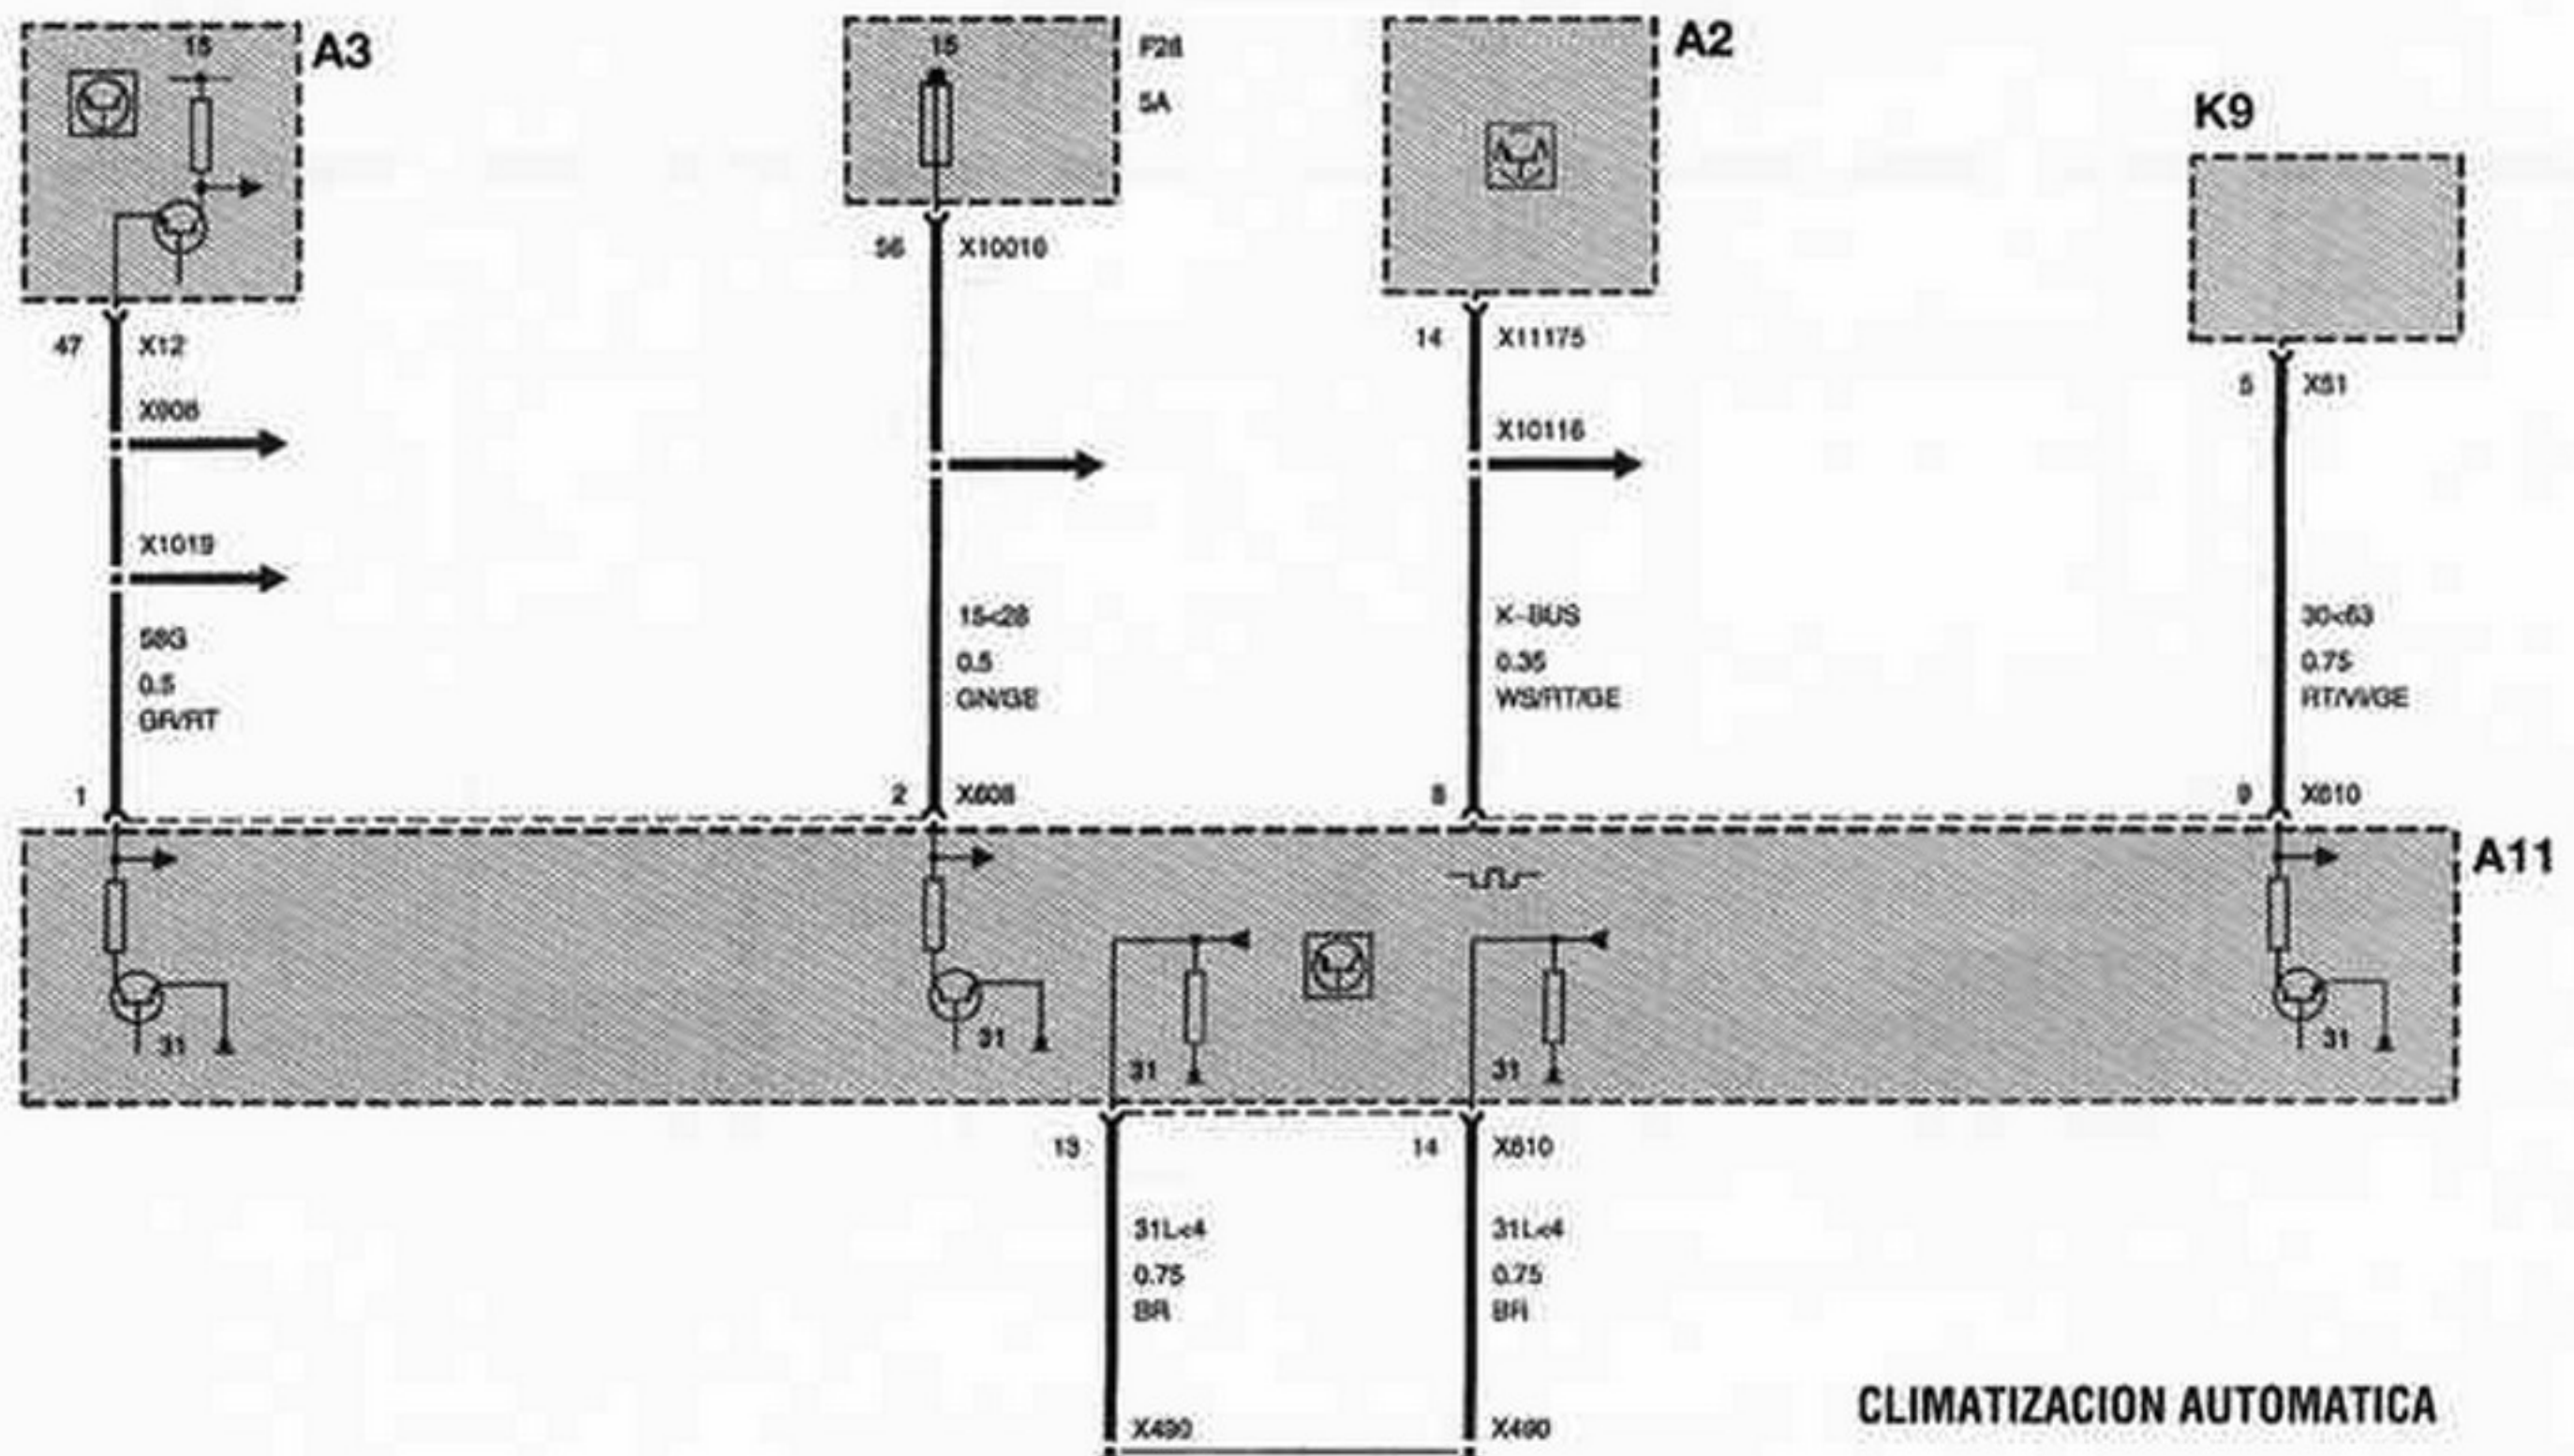 15
A3
15
F28
5A
A2
K9
47
X12
X908
X1019
58G
0.5
GR/RT
56
X10016
15<28
0.5
GN/GE
14
X11175
X10116
K-BUS
0.35
WS/RT/GE
5
30<63
0.75
RT/VI/GE
1
2
X608
8
9
X610
A11
31
31
31
31
31
13
14
X610
31L<4
0.75
BR
31L<4
0.75
BR
X490
X490
CLIMATIZACION AUTOMATICA